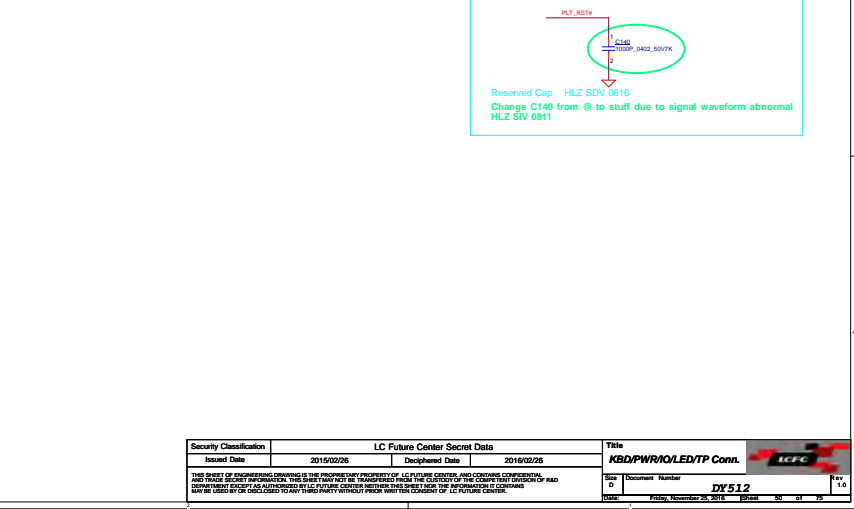 PLT_RST#
1
C140
1000P_0402_50V7K
2
Reserved Cap HLZ SDV 0616
Change C140 from @ to stuff due to signal waveform abnormal
HLZ SIV 0811
Security Classification
LC Future Center Secret Data
Issued Date
2015/02/26
Deciphered Date
2016/02/26
THIS SHEET OF ENGINEERING DRAWING IS THE PROPRIETARY PROPERTY OF LC FUTURE CENTER. AND CONTAINS CONFIDENTIAL
AND TRADE SECRET INFORMATION. THIS SHEET MAY NOT BE TRANSFERED FROM THE CUSTODY OF THE COMPETENT DIVISION OF R&D
DEPARTMENT EXCEPT AS AUTHORIZED BY LC FUTURE CENTER NEITHER THIS SHEET NOR THE INFORMATION IT CONTAINS
MAY BE USED BY OR DISCLOSED TO ANY THIRD PARTY WITHOUT PRIOR WRITTEN CONSENT OF LC FUTURE CENTER.
Title
KBD/PWR/IO/LED/TP Conn.
LCFC
Size
D
Document Number
DY512
Rev
1.0
Date:
Friday, November 25, 2016
Sheet 50 of 75